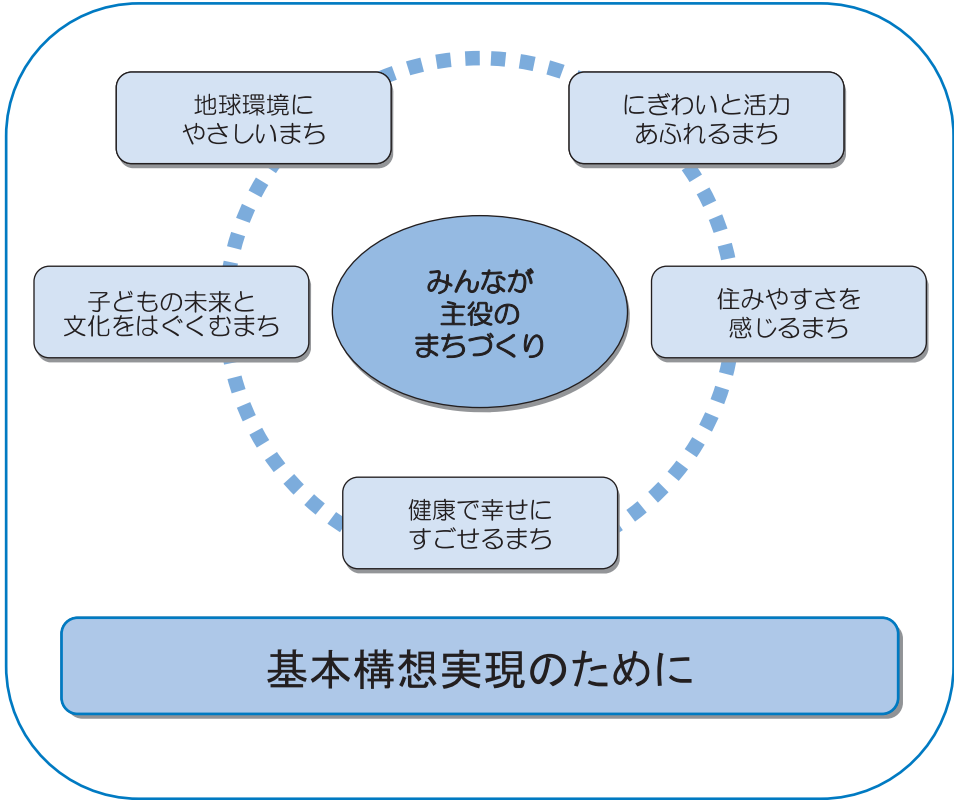 地球環境に
やさしいまち
にぎわいと活力
あふれるまち
子どもの未来と
文化をはぐくむまち
みんなが
主役の
まちづくり
住みやすさを
感じるまち
健康で幸せに
すごせるまち
基本構想実現のために